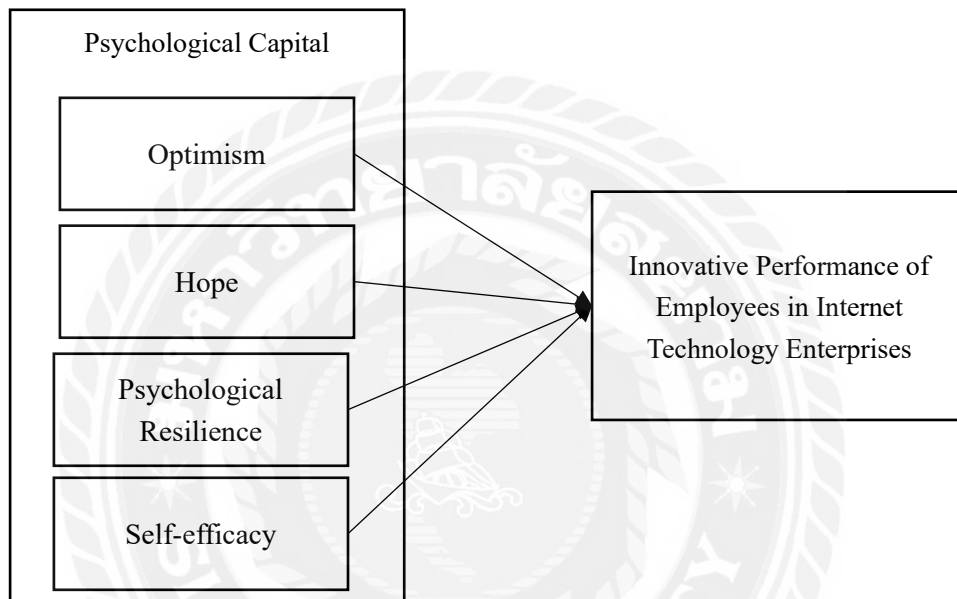 Psychological Capital
Optimism
Hope
Psychological
Resilience
Self-efficacy
Innovative Performance of
Employees in Internet
Technology Enterprises